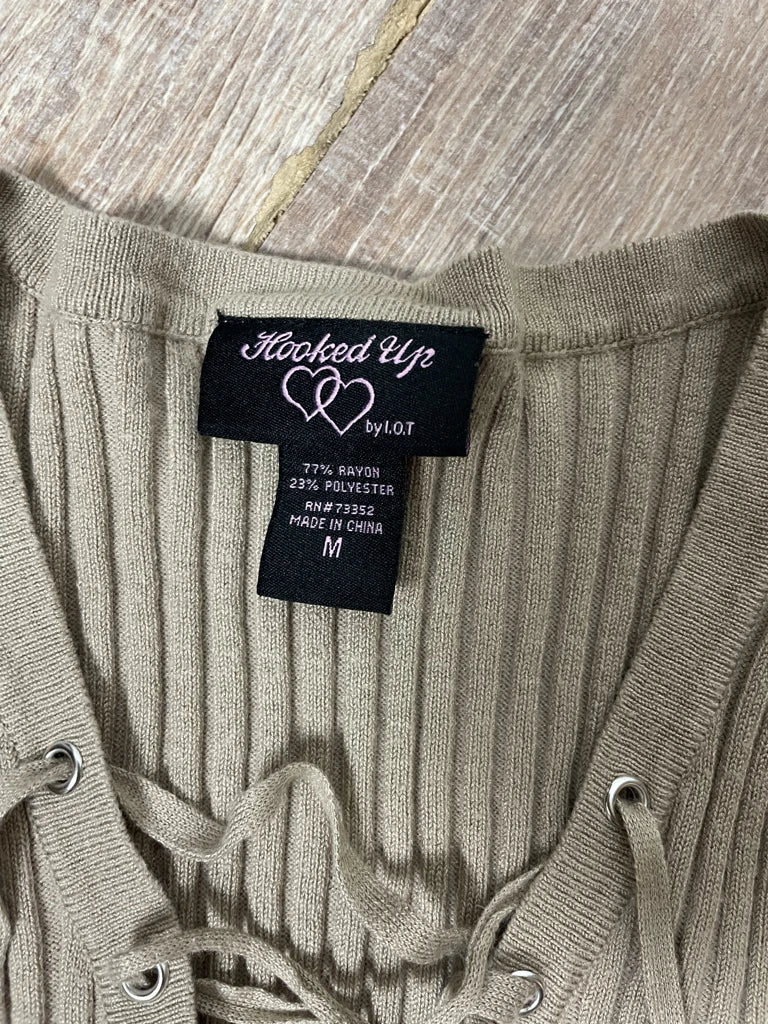 Hooked Up
by I.O.T
77% RAYON
23% POLYESTER
RN#73352
MADE IN CHINA
M